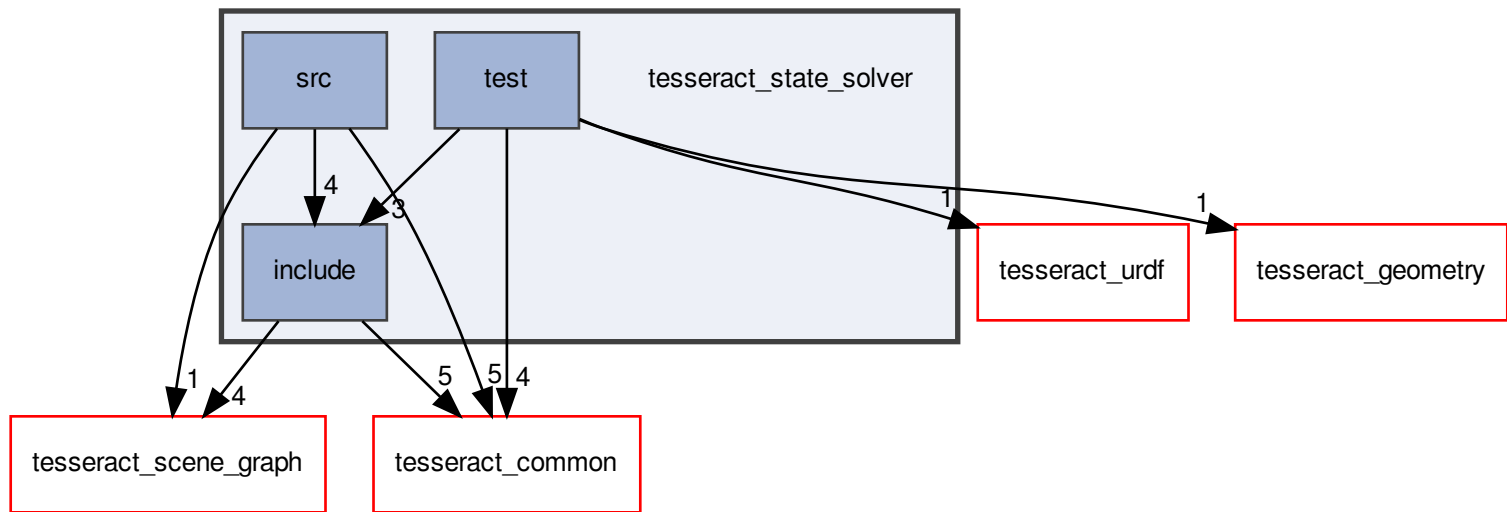 src
test
tesseract_state_solver
4
3
1
1
include
tesseract_urdf
tesseract_geometry
1
4
5
5
4
tesseract_scene_graph
tesseract_common